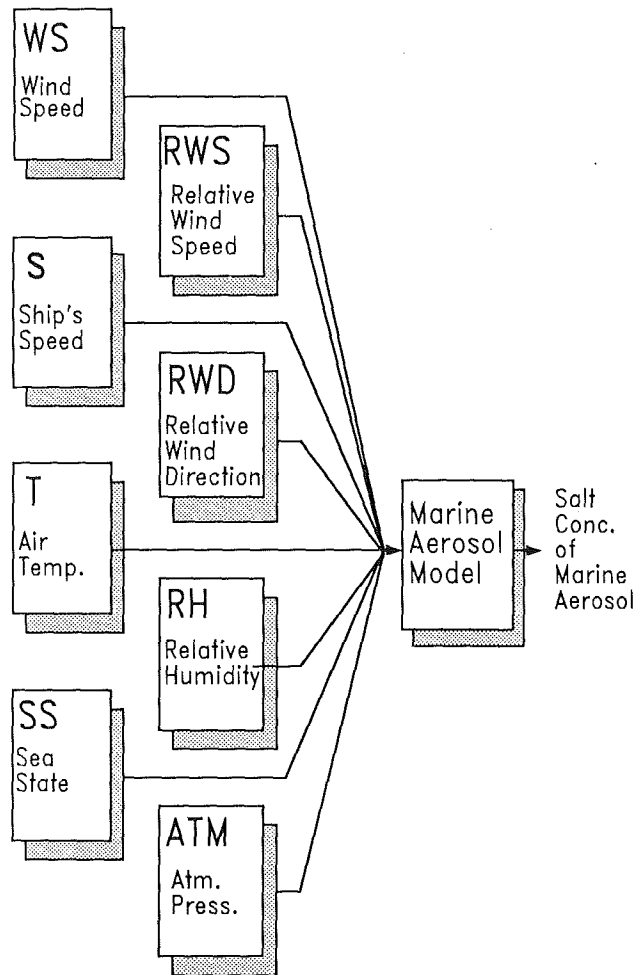 WS
Wind
Speed
RWS
Relative
Wind
Speed
S
Ship's
Speed
RWD
Relative
Wind
Direction
T
Air
Temp.
RH
Relative
Humidity
SS
Sea
State
ATM
Atm.
Press.
Marine
Aerosol
Model
Salt
Conc.
of
Marine
Aerosol